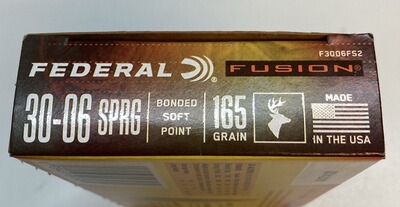 F3006FS2
FEDERAL FUSION®
30-06 SPRG
BONDED
SOFT
POINT
165
GRAIN
MADE
IN THE USA